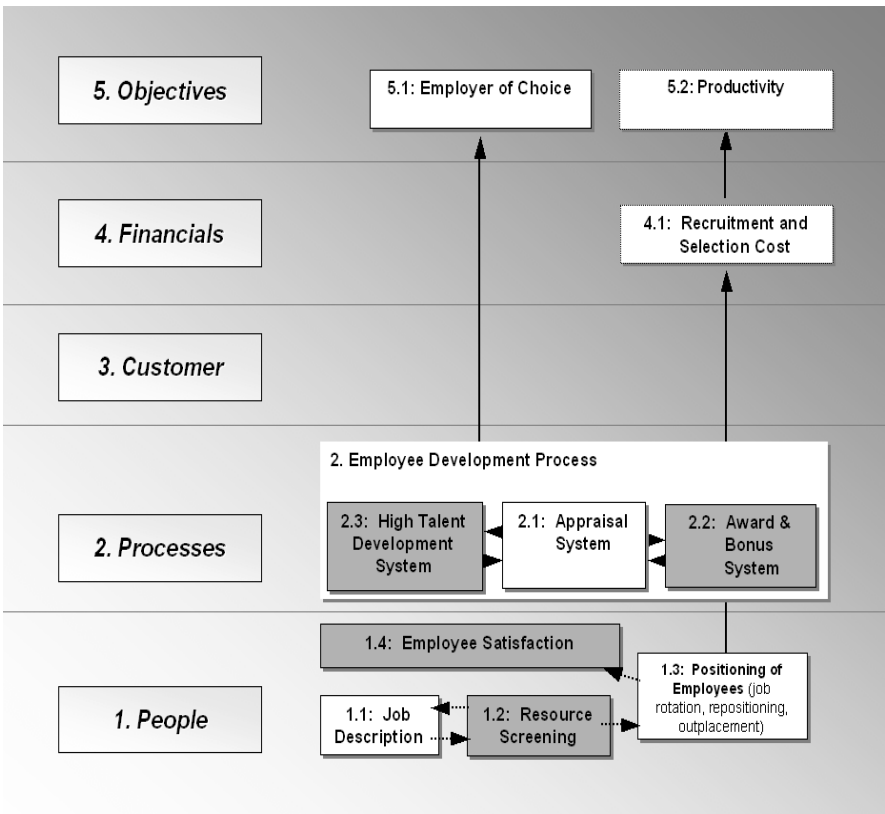 5. Objectives
5.1: Employer of Choice
5.2: Productivity
4. Financials
4.1: Recruitment and
Selection Cost
3. Customer
2. Employee Development Process
2. Processes
2.3: High Talent
Development
System
2.1: Appraisal
System
2.2: Award &
Bonus
System
1. People
1.4: Employee Satisfaction
1.3: Positioning of
Employees (job
rotation, repositioning,
outplacement)
1.1: Job
Description
1.2: Resource
Screening